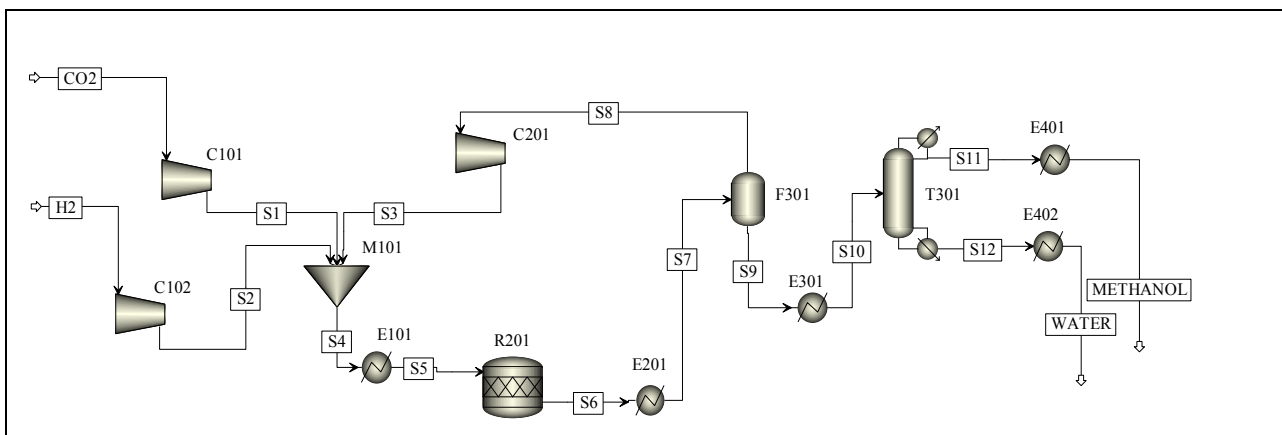 CO2
C101
H2
C102
S1
S2
S3
M101
C201
S8
S4
E101
S5
R201
S6
E201
S7
F301
S9
E301
S10
T301
S11
E401
S12
E402
METHANOL
WATER